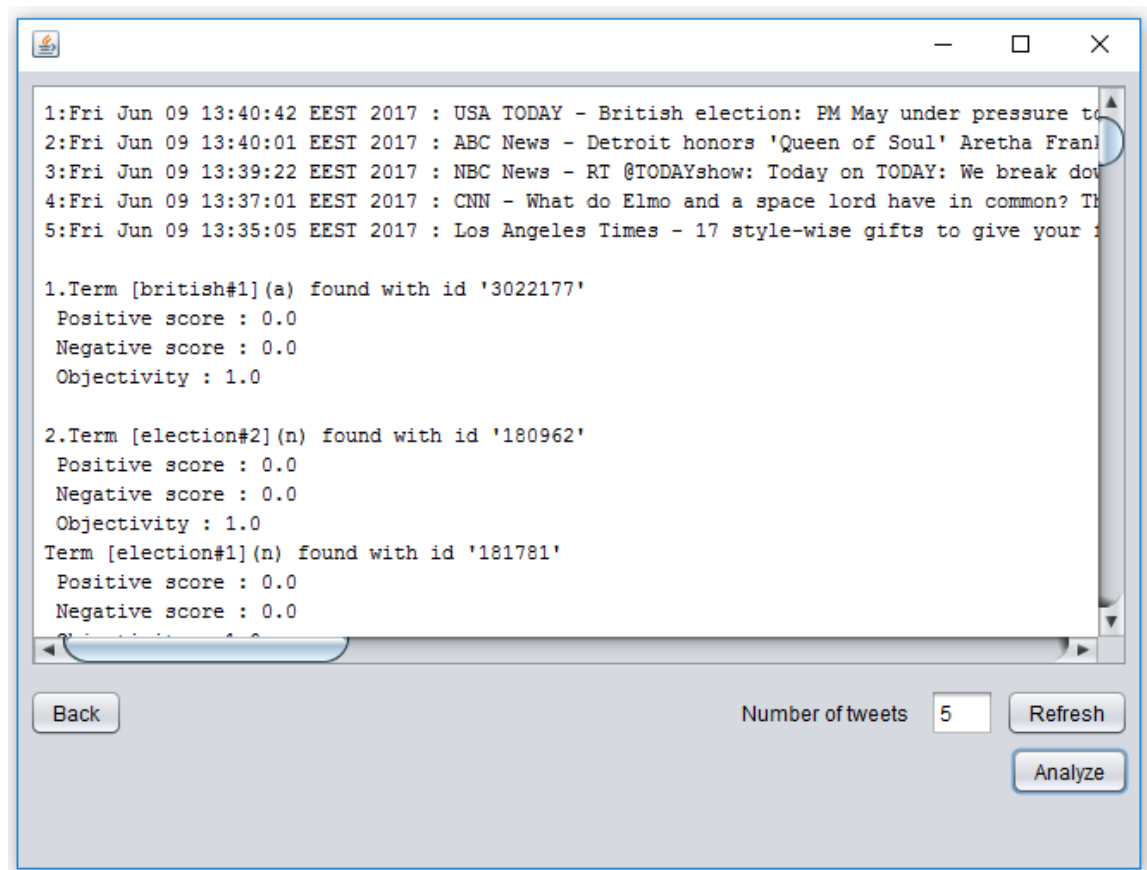 1:Fri Jun 09 13:40:42 EEST 2017 : USA TODAY - British election: PM May under pressure
2:Fri Jun 09 13:40:01 EEST 2017 : ABC News - Detroit honors 'Queen of Soul' Aretha
3:Fri Jun 09 13:39:22 EEST 2017 : NBC News - RT @TODAYshow: Today on TODAY: We break
4:Fri Jun 09 13:37:01 EEST 2017 : CNN - What do Elmo and a space lord have in common?
5:Fri Jun 09 13:35:05 EEST 2017 : Los Angeles Times - 17 style-wise gifts to give your
1.Term [british#1](a) found with id '3022177'
Positive score : 0.0
Negative score : 0.0
Objectivity : 1.0
2.Term [election#2](n) found with id '180962'
Positive score : 0.0
Negative score : 0.0
Objectivity : 1.0
Term [election#1](n) found with id '181781'
Positive score : 0.0
Negative score : 0.0
Back
Number of tweets 5 Refresh
Analyze